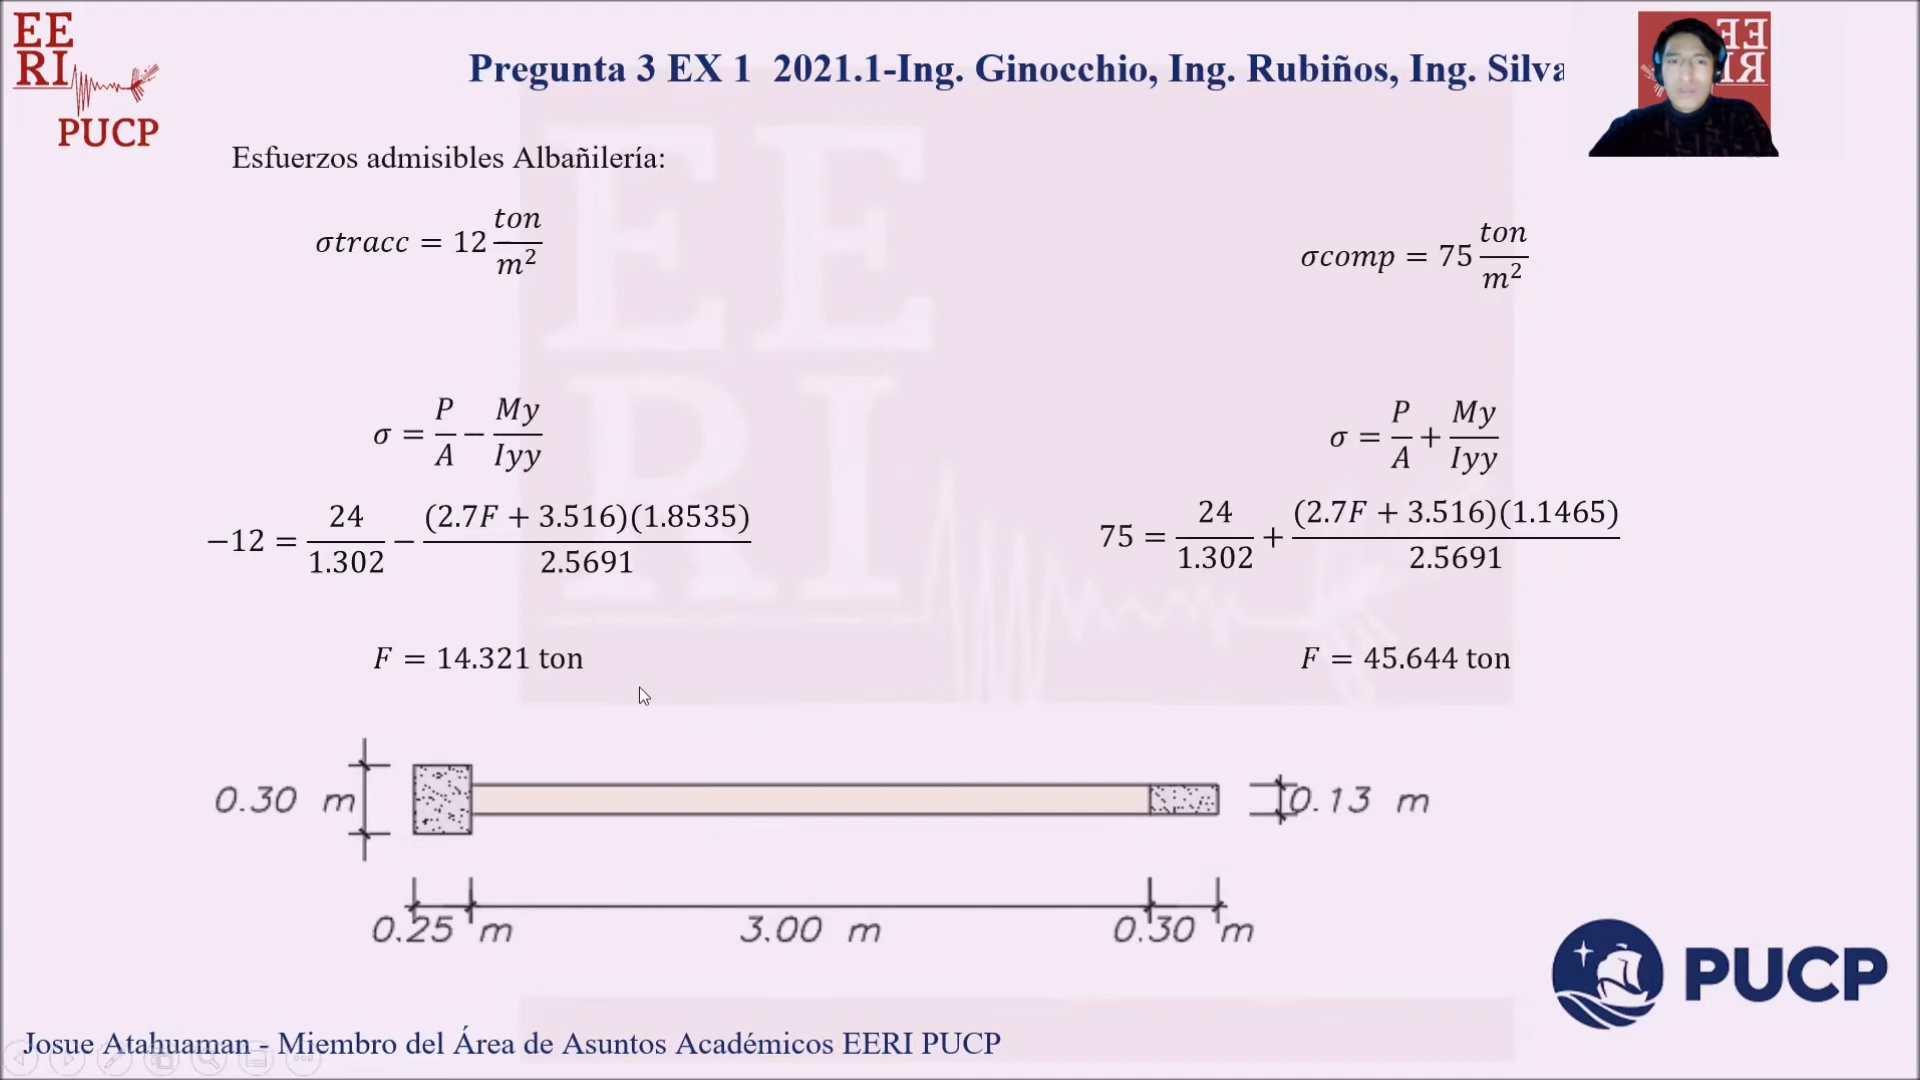 EE
RI
PUCP
Pregunta 3 EX 1 2021.1-Ing. Ginocchio, Ing. Rubiños, Ing. Silva
Esfuerzos admisibles Albañilería:
σtracc = 12 ton/m²
σcomp = 75 ton/m²
σ = P/A − My/Iyy
σ = P/A + My/Iyy
−12 = 24/1.302 − (2.7F + 3.516)(1.8535)/2.5691
75 = 24/1.302 + (2.7F + 3.516)(1.1465)/2.5691
F = 14.321 ton
F = 45.644 ton
0.30 m
0.13 m
0.25 m
3.00 m
0.30 m
PUCP
Josue Atahuaman - Miembro del Área de Asuntos Académicos EERI PUCP
EE
RI
EE
RI